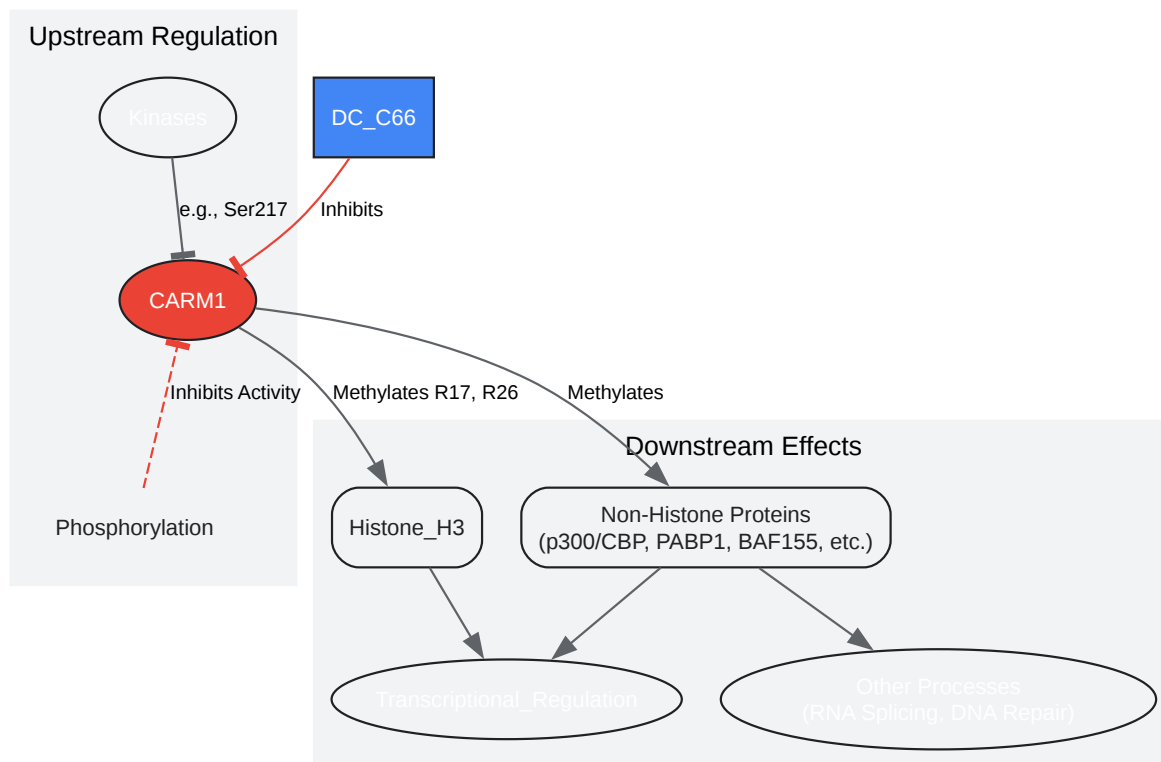 Upstream Regulation
Kinases
DC_C66
e.g., Ser217
Inhibits
CARM1
Inhibits Activity
Methylates R17, R26
Methylates
Downstream Effects
Phosphorylation
Histone_H3
Non-Histone Proteins
(p300/CBP, PABP1, BAF155, etc.)
Transcriptional_Regulation
Other Processes
(RNA Splicing, DNA Repair)